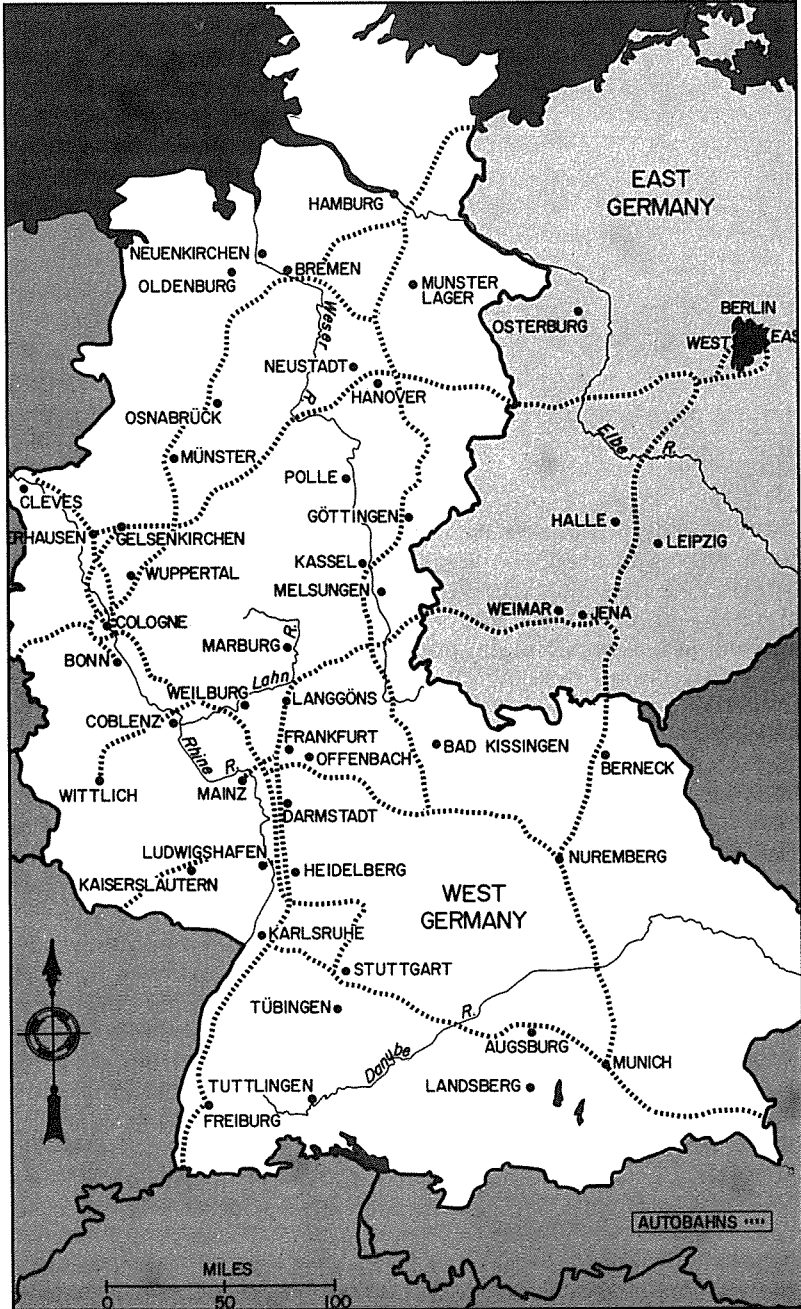 EAST
GERMANY
HAMBURG
NEUENKIRCHEN
OLDENBURG
BREMEN
MUNSTER
LAGER
Weser
R.
OSTERBURG
BERLIN
WEST
EAS
NEUSTADT
HANOVER
OSNABRÜCK
MÜNSTER
Elbe
R.
POLLE
CLEVES
GÖTTINGEN
HALLE
ERHAUSEN
GELSENKIRCHEN
LEIPZIG
WUPPERTAL
KASSEL
MELSUNGEN
COLOGNE
WEIMAR
JENA
MARBURG
R.
BONN
Lahn
WEILBURG
LANGGÖNS
COBLENZ
Rhine
R.
FRANKFURT
OFFENBACH
BAD KISSINGEN
BERNECK
WITTLICH
MAINZ
DARMSTADT
LUDWIGSHAFEN
KAISERSLAUTERN
HEIDELBERG
NUREMBERG
WEST
GERMANY
KARLSRUHE
STUTTGART
TÜBINGEN
Danube
R.
AUGSBURG
MUNICH
TUTTLINGEN
LANDSBERG
FREIBURG
AUTOBAHNS
MILES
0 50 100